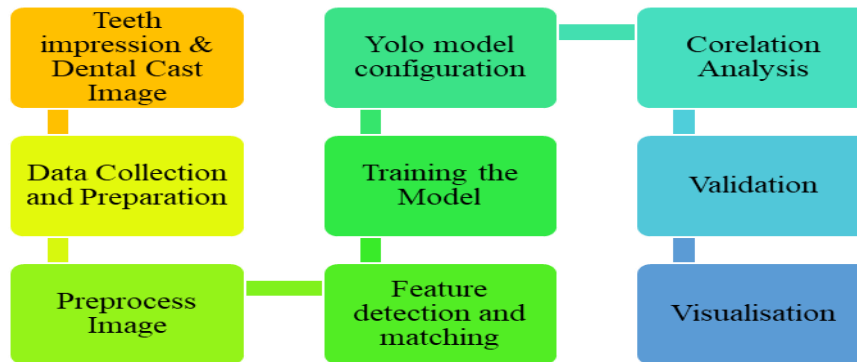 Teeth
impression &
Dental Cast
Image
Data Collection
and Preparation
Preprocess
Image
Feature
detection and
matching
Training the
Model
Yolo model
configuration
Corelation
Analysis
Validation
Visualisation